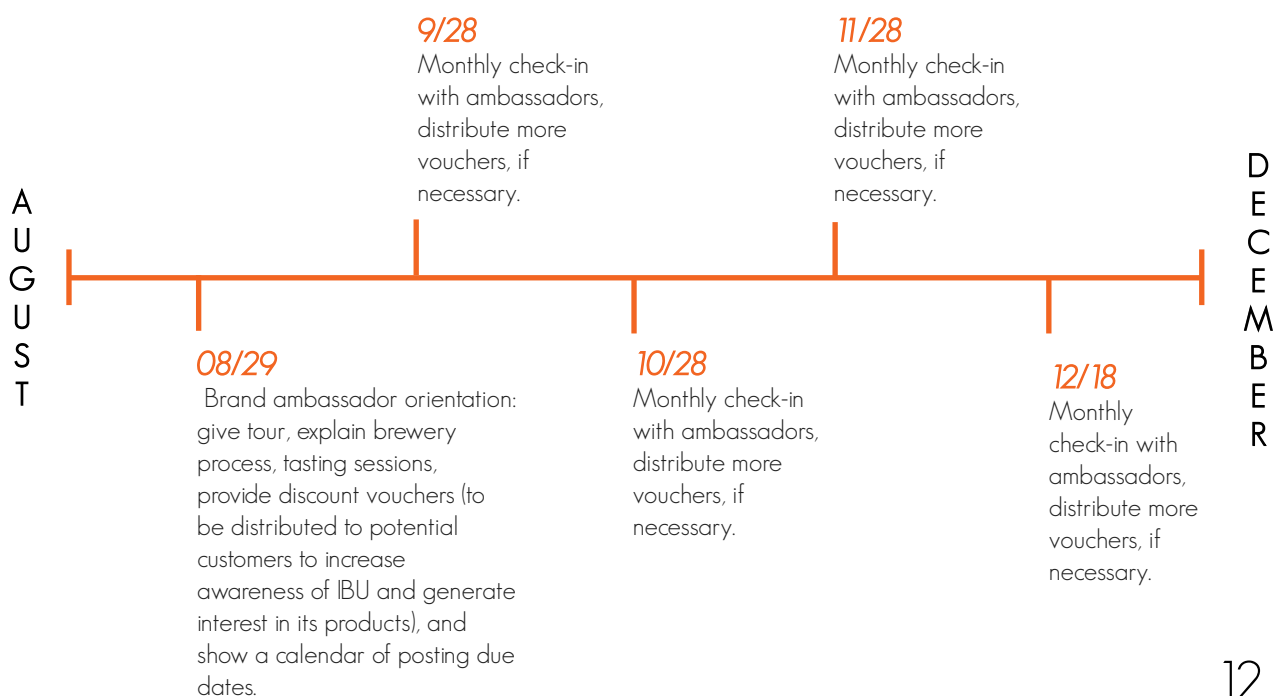 AUGUST
9/28
Monthly check-in
with ambassadors,
distribute more
vouchers, if
necessary.
11/28
Monthly check-in
with ambassadors,
distribute more
vouchers, if
necessary.
08/29
Brand ambassador orientation:
give tour, explain brewery
process, tasting sessions,
provide discount vouchers (to
be distributed to potential
customers to increase
awareness of IBU and generate
interest in its products), and
show a calendar of posting due
dates.
10/28
Monthly check-in
with ambassadors,
distribute more
vouchers, if
necessary.
12/18
Monthly
check-in with
ambassadors,
distribute more
vouchers, if
necessary.
DECEMBER
12